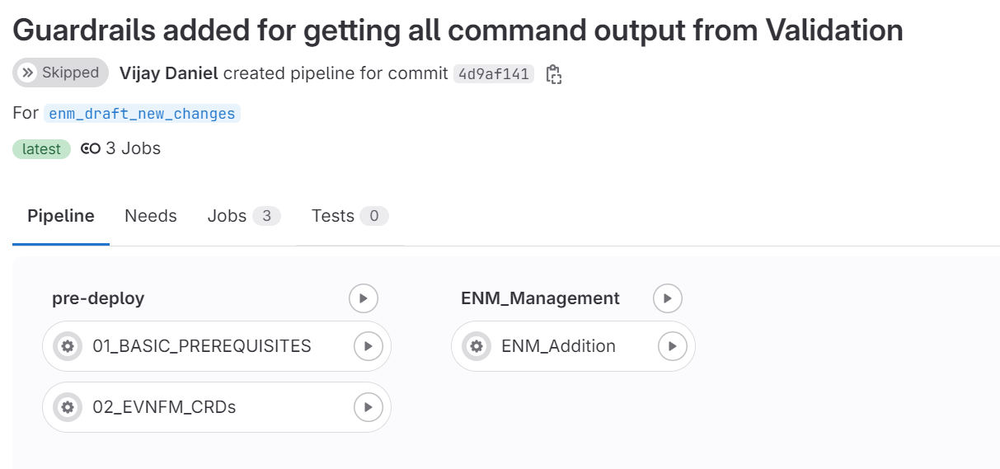 Guardrails added for getting all command output from Validation
Skipped Vijay Daniel created pipeline for commit 4d9af141
For enm_draft_new_changes
latest 3 Jobs
Pipeline Needs Jobs 3 Tests 0
pre-deploy
01_BASIC_PREREQUISITES
02_EVNFM_CRDs
ENM_Management
ENM_Addition